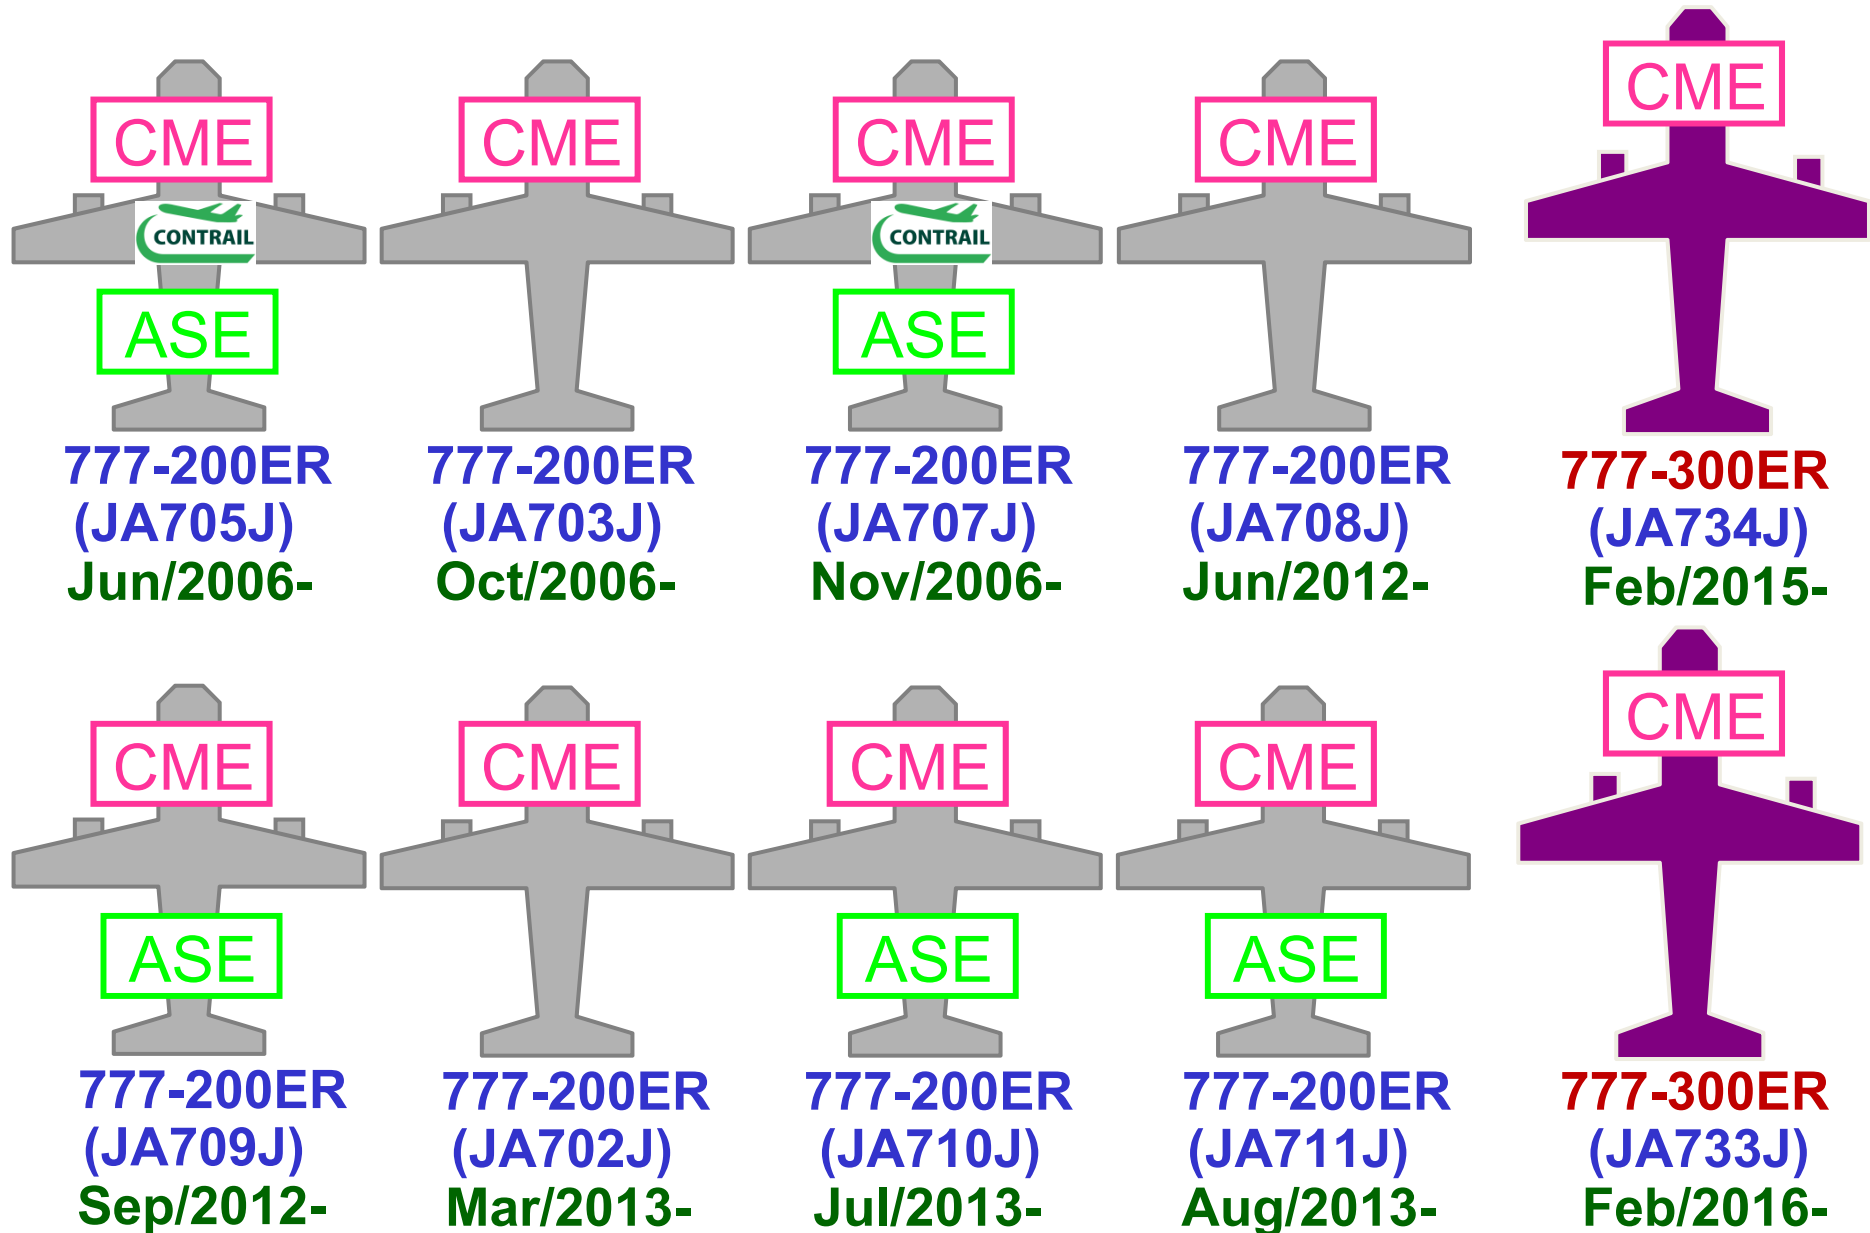 CME
CONTRAIL
ASE
777-200ER
(JA705J)
Jun/2006-
CME
777-200ER
(JA703J)
Oct/2006-
CME
CONTRAIL
ASE
777-200ER
(JA707J)
Nov/2006-
CME
777-200ER
(JA708J)
Jun/2012-
CME
777-300ER
(JA734J)
Feb/2015-
CME
ASE
777-200ER
(JA709J)
Sep/2012-
CME
777-200ER
(JA702J)
Mar/2013-
CME
ASE
777-200ER
(JA710J)
Jul/2013-
CME
ASE
777-200ER
(JA711J)
Aug/2013-
CME
777-300ER
(JA733J)
Feb/2016-